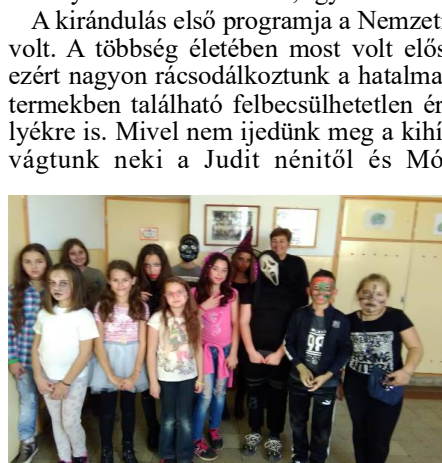 A kirándulás első programja a Nemzeti
volt. A többség életében most volt elős
ezért nagyon rácsodálkoztunk a hatalma
termekben található felbecsülhetetlen ér
lyékre is. Mivel nem ijedünk meg a kihí
vágtunk neki a Judit nénitől és Mó